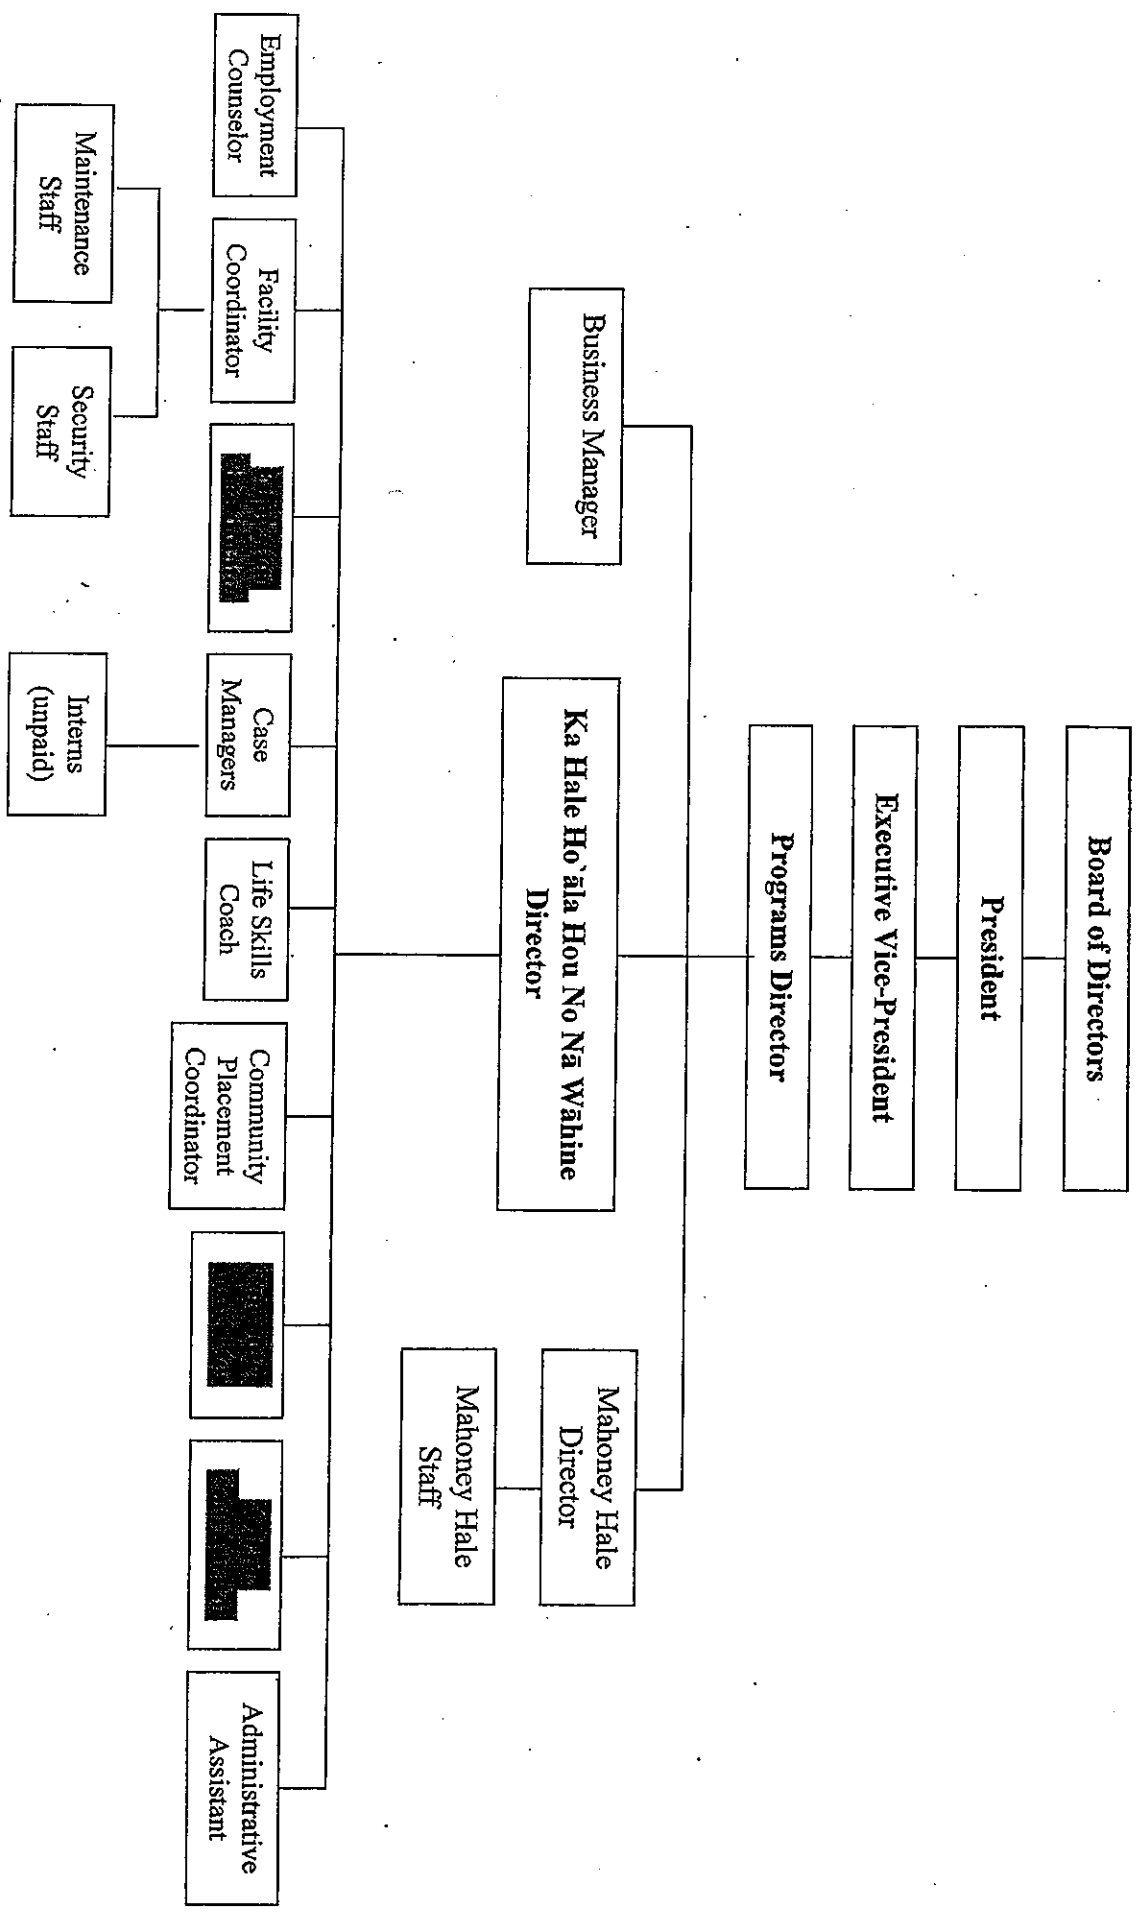 Board of Directors
President
Executive Vice-President
Programs Director
Business Manager
Ka Hale Ho`āla Hou No Nā Wāhine
Director
Mahoney Hale
Director
Mahoney Hale
Staff
Employment
Counselor
Facility
Coordinator
Case
Managers
Life Skills
Coach
Community
Placement
Coordinator
Administrative
Assistant
Maintenance
Staff
Security
Staff
Interns
(unpaid)